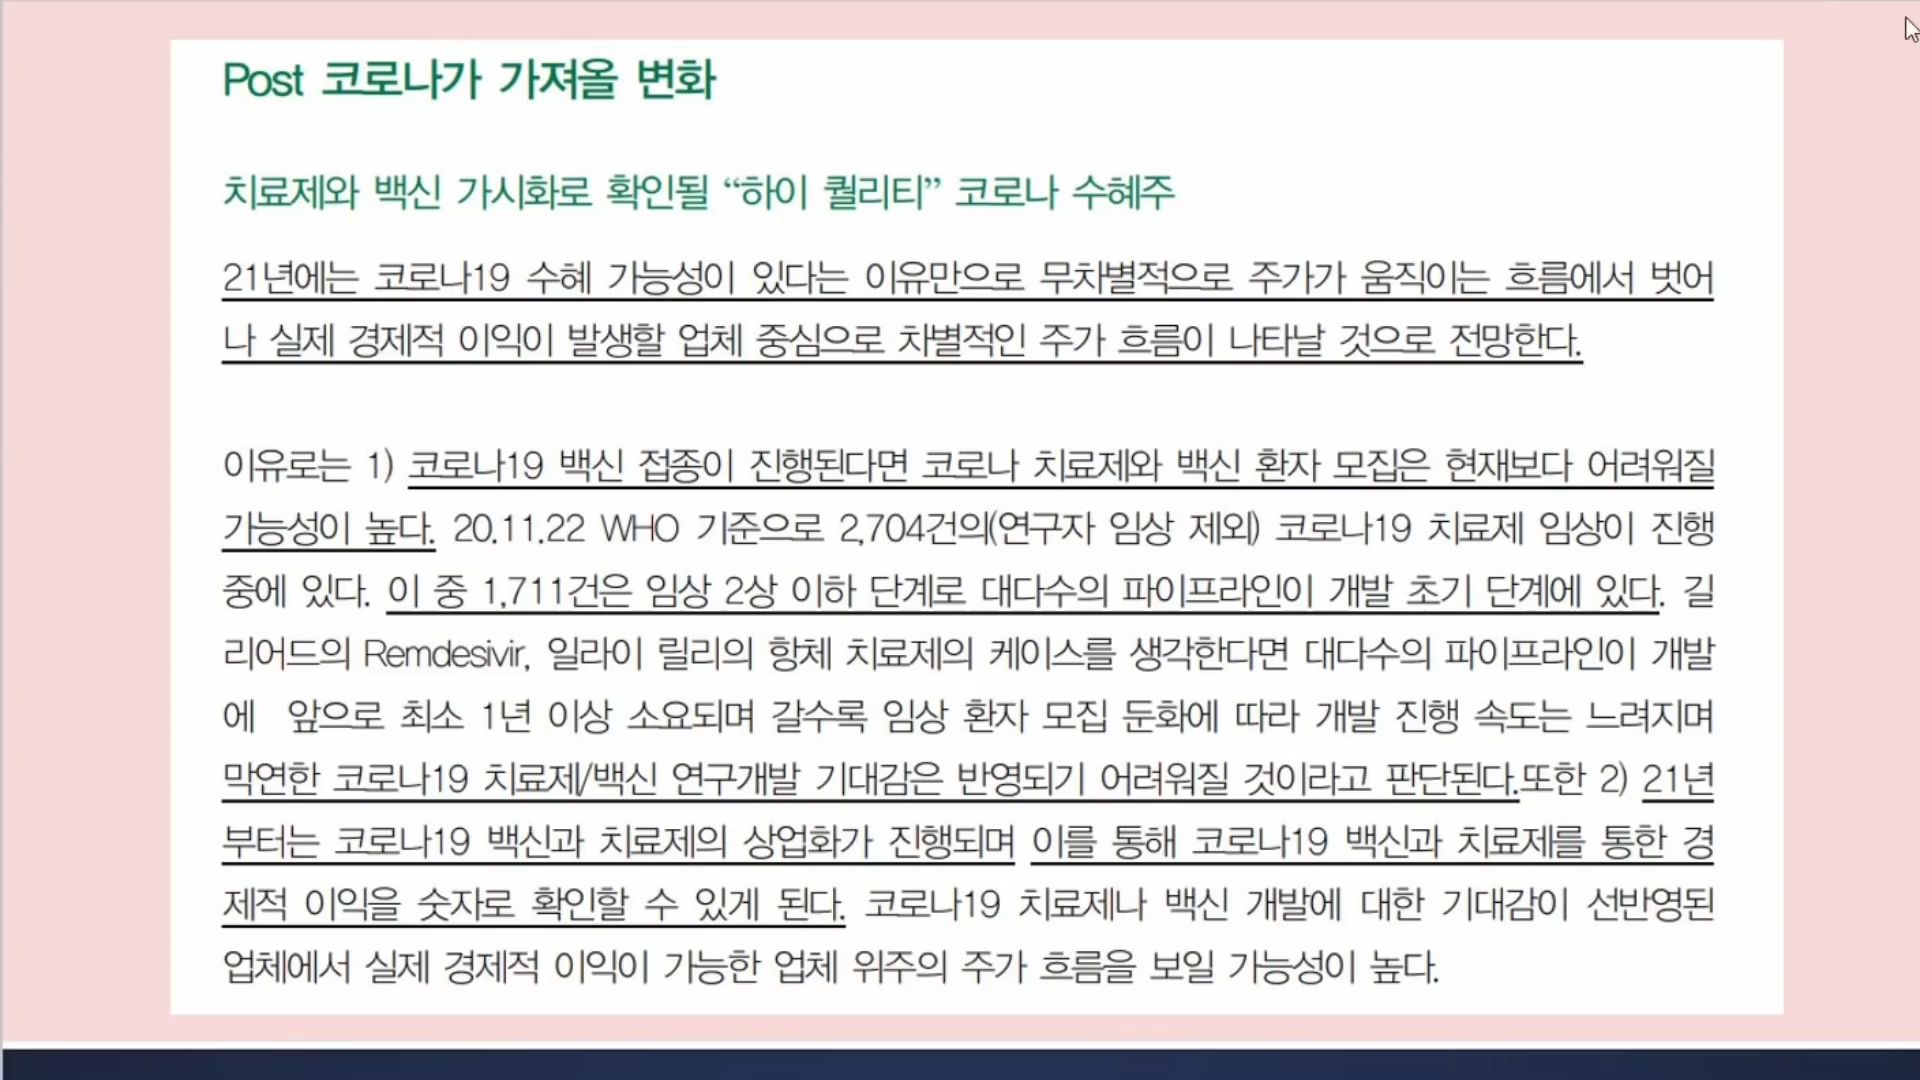 Post 코로나가 가져올 변화
치료제와 백신 가시화로 확인될 “하이 퀄리티” 코로나 수혜주
21년에는 코로나19 수혜 가능성이 있다는 이유만으로 무차별적으로 주가가 움직이는 흐름에서 벗어
나 실제 경제적 이익이 발생할 업체 중심으로 차별적인 주가 흐름이 나타날 것으로 전망한다.
이유로는 1) 코로나19 백신 접종이 진행된다면 코로나 치료제와 백신 환자 모집은 현재보다 어려워질
가능성이 높다. 20.11.22 WHO 기준으로 2,704건의(연구자 임상 제외) 코로나19 치료제 임상이 진행
중에 있다. 이 중 1,711건은 임상 2상 이하 단계로 대다수의 파이프라인이 개발 초기 단계에 있다. 길
리어드의 Remdesivir, 일라이 릴리의 항체 치료제의 케이스를 생각한다면 대다수의 파이프라인이 개발
에 앞으로 최소 1년 이상 소요되며 갈수록 임상 환자 모집 둔화에 따라 개발 진행 속도는 느려지며
막연한 코로나19 치료제/백신 연구개발 기대감은 반영되기 어려워질 것이라고 판단된다.또한 2) 21년
부터는 코로나19 백신과 치료제의 상업화가 진행되며 이를 통해 코로나19 백신과 치료제를 통한 경
제적 이익을 숫자로 확인할 수 있게 된다. 코로나19 치료제나 백신 개발에 대한 기대감이 선반영된
업체에서 실제 경제적 이익이 가능한 업체 위주의 주가 흐름을 보일 가능성이 높다.